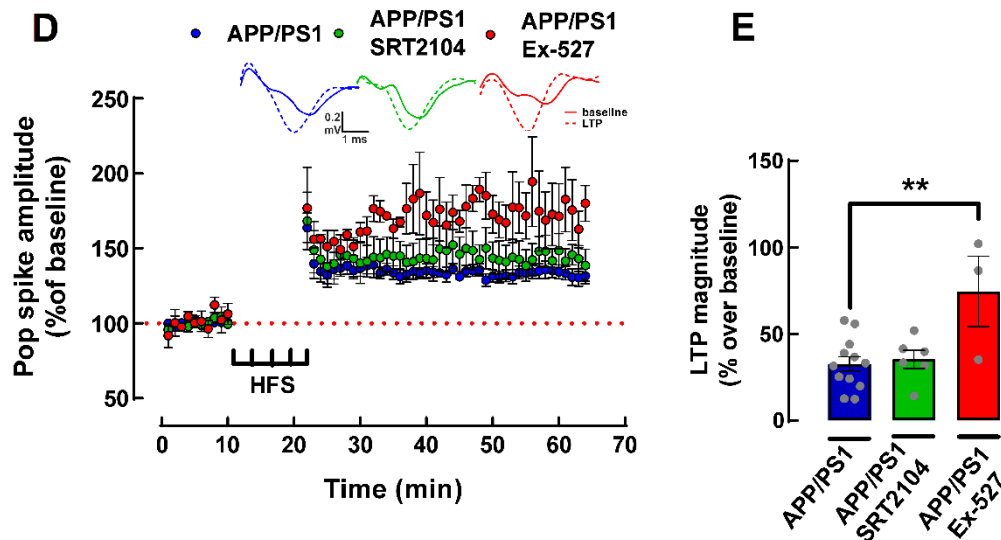 D
APP/PS1
APP/PS1
SRT2104
APP/PS1
Ex-527
baseline
LTP
0.2
mV
1 ms
Pop spike amplitude
(%of baseline)
250
200
150
100
50
HFS
0
10
20
30
40
50
60
70
Time (min)
E
**
LTP magnitude
(% over baseline)
150
100
50
0
APP/PS1
APP/PS1
SRT2104
APP/PS1
Ex-527